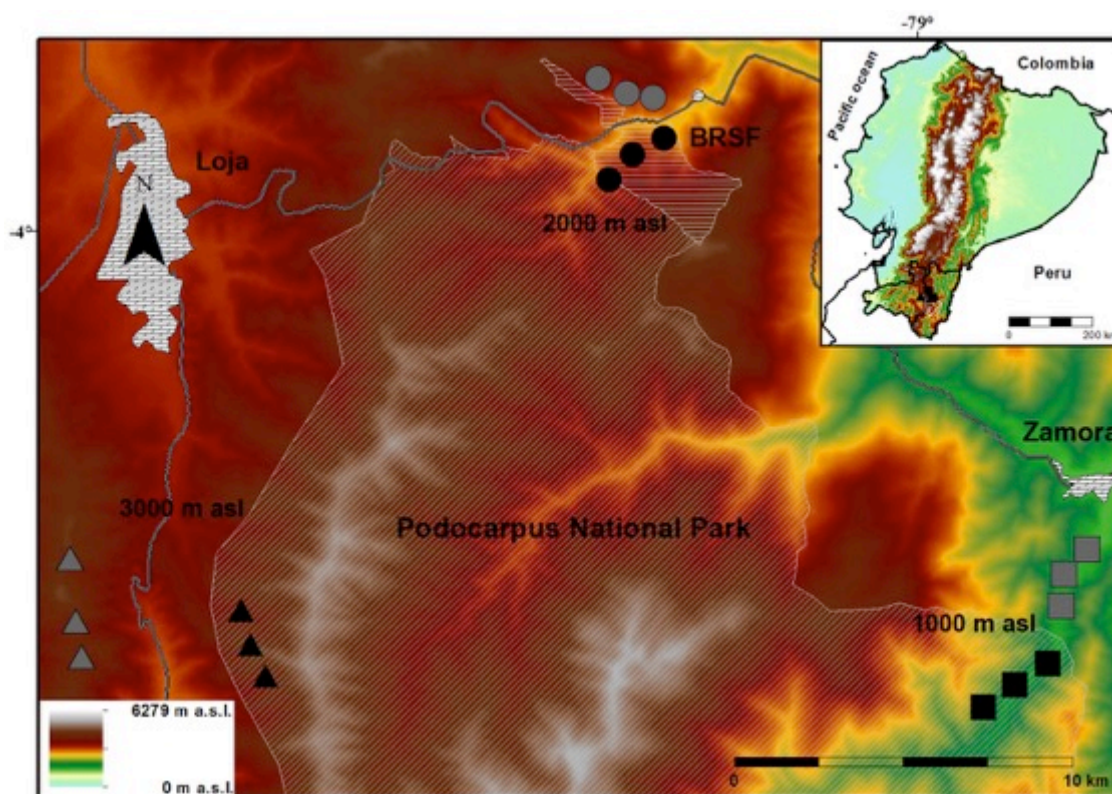 -79°
Colombia
Pacific ocean
Peru
0
200 km
BRSF
Loja
N
-4°
2000 m asl
Zamora
3000 m asl
Podocarpus National Park
1000 m asl
6279 m a.s.l.
0 m a.s.l.
0
10 km